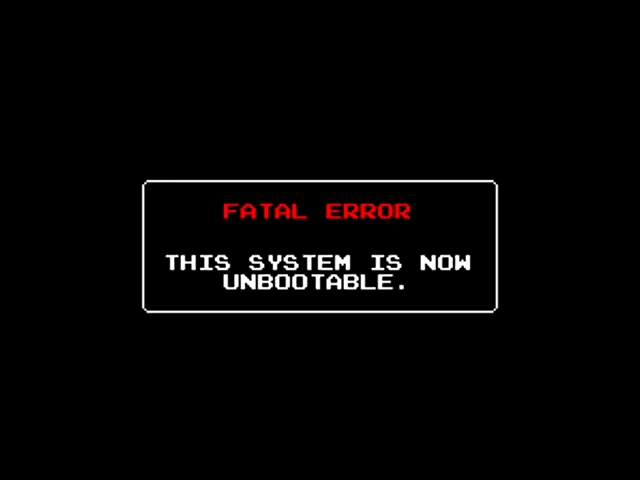 FATAL ERROR
THIS SYSTEM IS NOW
UNBOOTABLE.